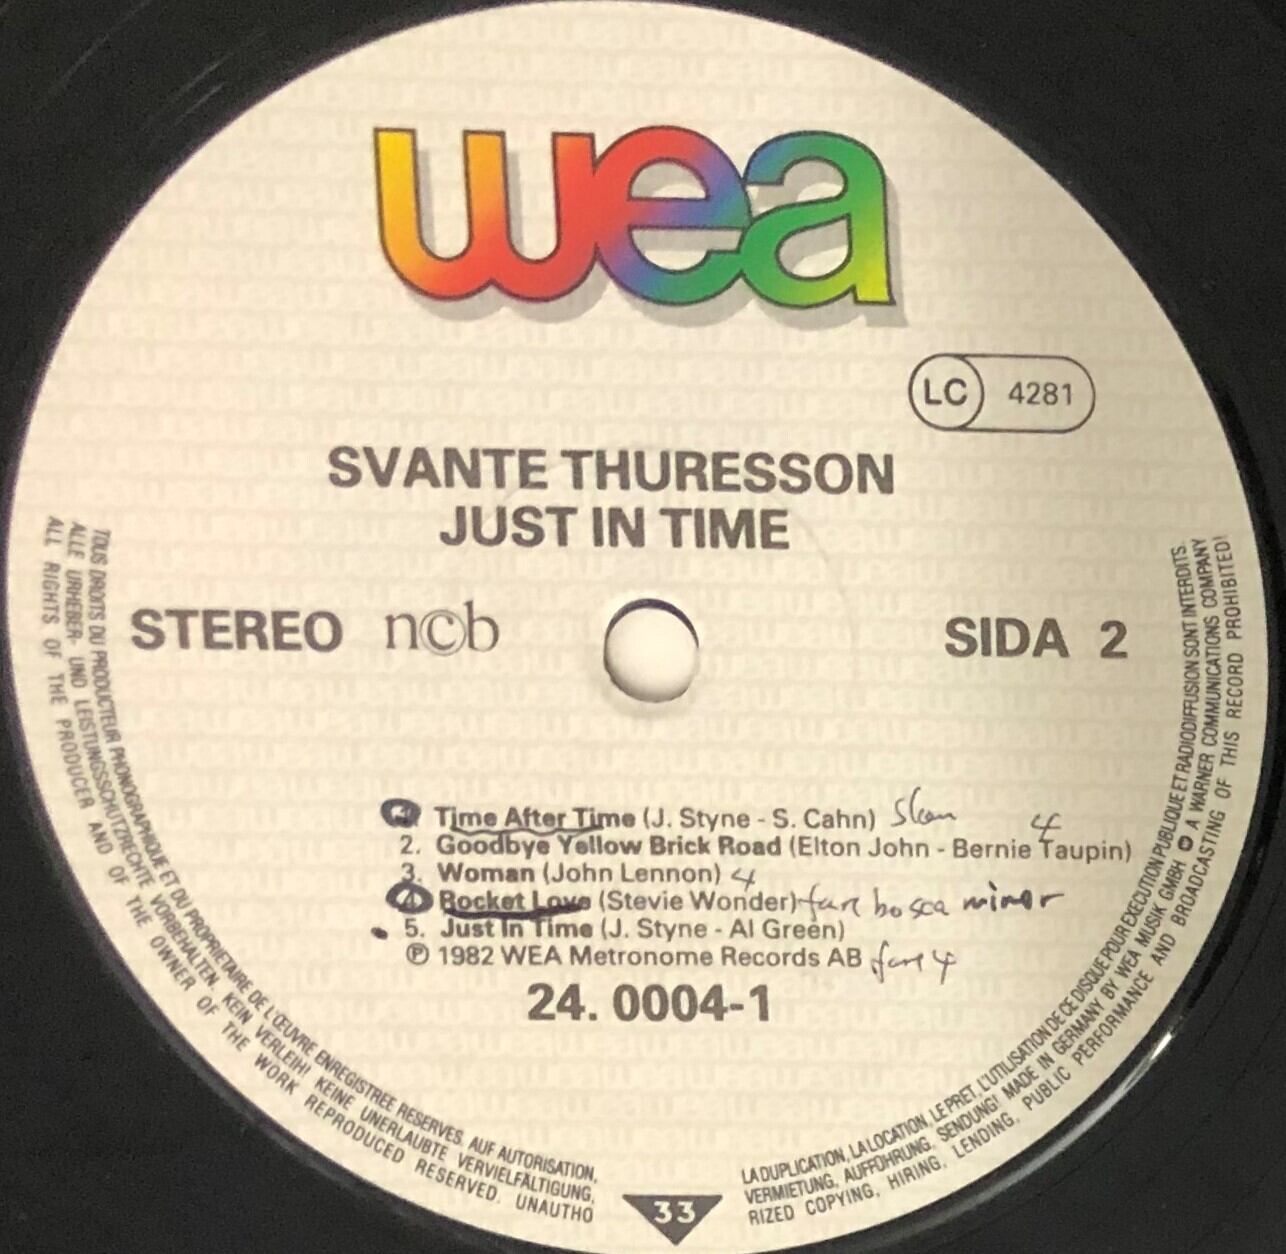 wea
LC 4281
SVANTE THURESSON
JUST IN TIME
STEREO ncb SIDA 2
Time After Time (J. Styne - S. Cahn)
4
2. Goodbye Yellow Brick Road (Elton John - Bernie Taupin)
3. Woman (John Lennon) 4
4 Rocket Love (Stevie Wonder) bossa minor
5. Just In Time (J. Styne - Al Green)
℗ 1982 WEA Metronome Records AB 4
24. 0004-1
TOUS DROITS DU PRODUCTEUR PHONOGRAPHIQUE ET DU PROPRIETAIRE DE L'ŒUVRE ENREGISTREE RESERVES. AUF AUTORISATION,
ALLE URHEBER- UND LEISTUNGSSCHUTZRECHTE VORBEHALTEN. KEIN VERLEIH! KEINE UNERLAUBTE VERVIELFÄLTIGUNG,
ALL RIGHTS OF THE PRODUCER AND OF THE OWNER OF THE WORK REPRODUCED RESERVED. UNAUTHO
LA DUPLICATION, LA LOCATION, LE PRET, L'UTILISATION DE CE DISQUE POUR EXECUTION PUBLIQUE ET RADIODIFFUSION SONT INTERDITS.
VERMIETUNG, AUFFÜHRUNG, SENDUNG! MADE IN GERMANY BY WEA MUSIK GMBH A WARNER COMMUNICATIONS COMPANY
RIZED COPYING, HIRING, LENDING, PUBLIC PERFORMANCE AND BROADCASTING OF THIS RECORD PROHIBITED!
33